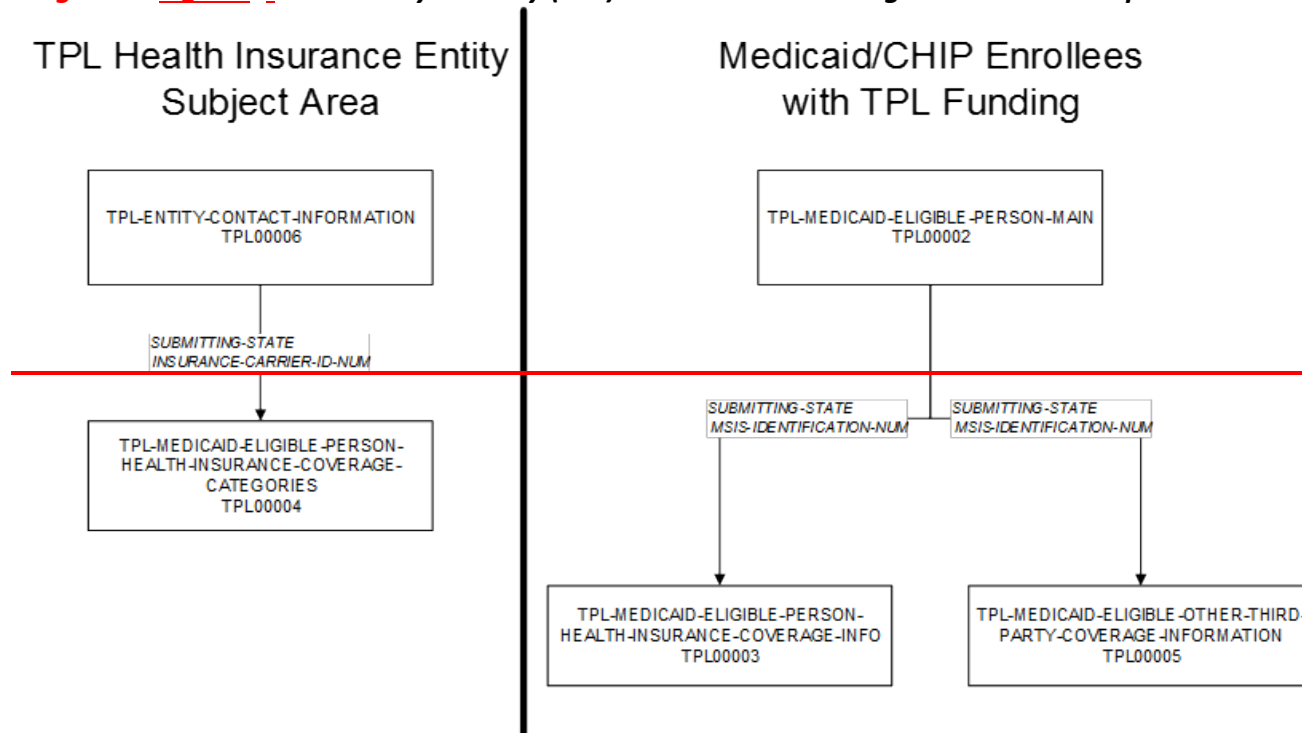 TPL Health Insurance Entity
Subject Area
Medicaid/CHIP Enrollees
with TPL Funding
TPL-ENTITY-CONTACT-INFORMATION
TPL00006
TPL-MEDICAID-ELIGIBLE-PERSON-MAIN
TPL00002
SUBMITTING-STATE
INSURANCE-CARRIER-ID-NUM
SUBMITTING-STATE
MSIS-IDENTIFICATION-NUM
SUBMITTING-STATE
MSIS-IDENTIFICATION-NUM
TPL-MEDICAID-ELIGIBLE-PERSON-
HEALTH-INSURANCE-COVERAGE-
CATEGORIES
TPL00004
TPL-MEDICAID-ELIGIBLE-PERSON-
HEALTH-INSURANCE-COVERAGE-INFO
TPL00003
TPL-MEDICAID-ELIGIBLE-OTHER-THIRD-
PARTY-COVERAGE-INFORMATION
TPL00005